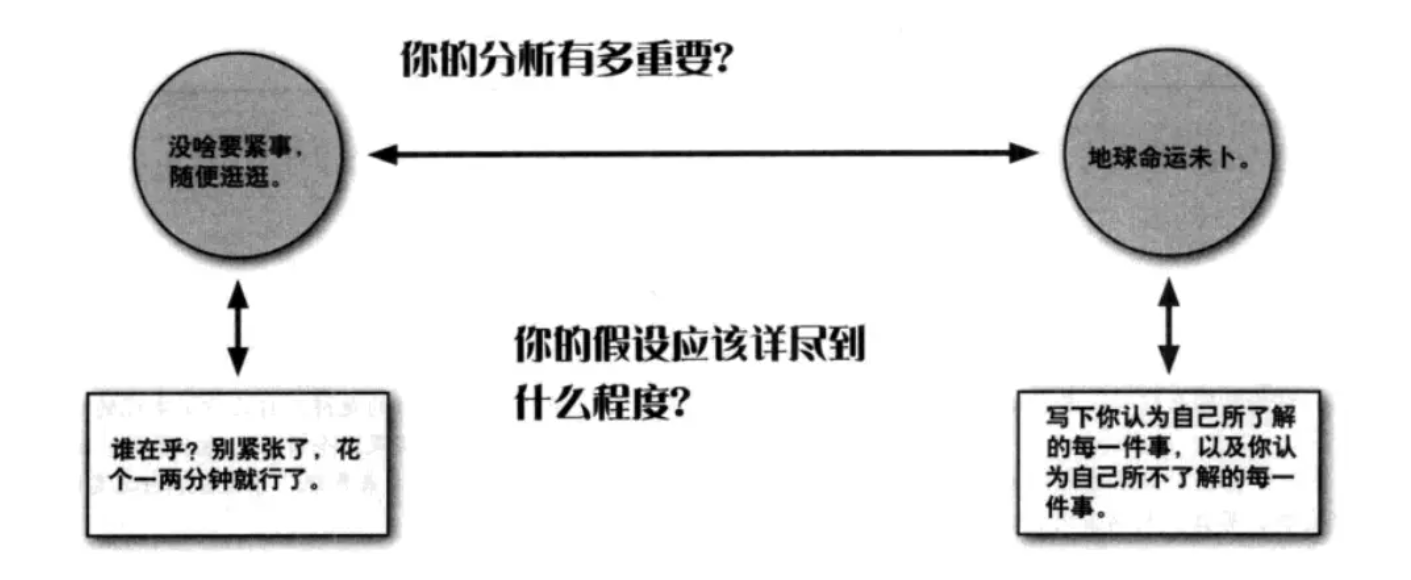 你的分析有多重要?
没啥要紧事，
随便逛逛。
地球命运未卜。
你的假设应该详尽到
什么程度?
谁在乎? 别紧张了，花
个一两分钟就行了。
写下你认为自己所了解
的每一件事，以及你认
为自己所不了解的每一
件事。